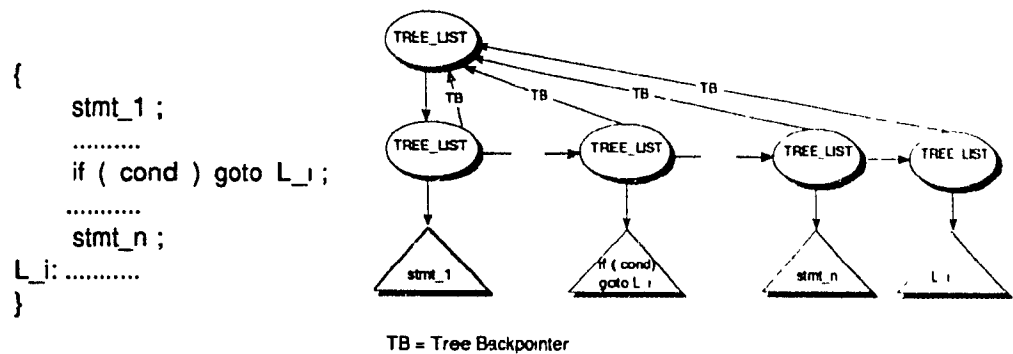 {
stmt_1 ;
..........
if ( cond ) goto L_i ;
...........
stmt_n ;
L_i: ...........
}
TREE_LIST
TB
TB
TB
TB
TREE_LIST
TREE_LIST
TREE_LIST
TREE LIST
stmt_1
if ( cond)
goto L i
stmt_n
L i
TB = Tree Backpointer